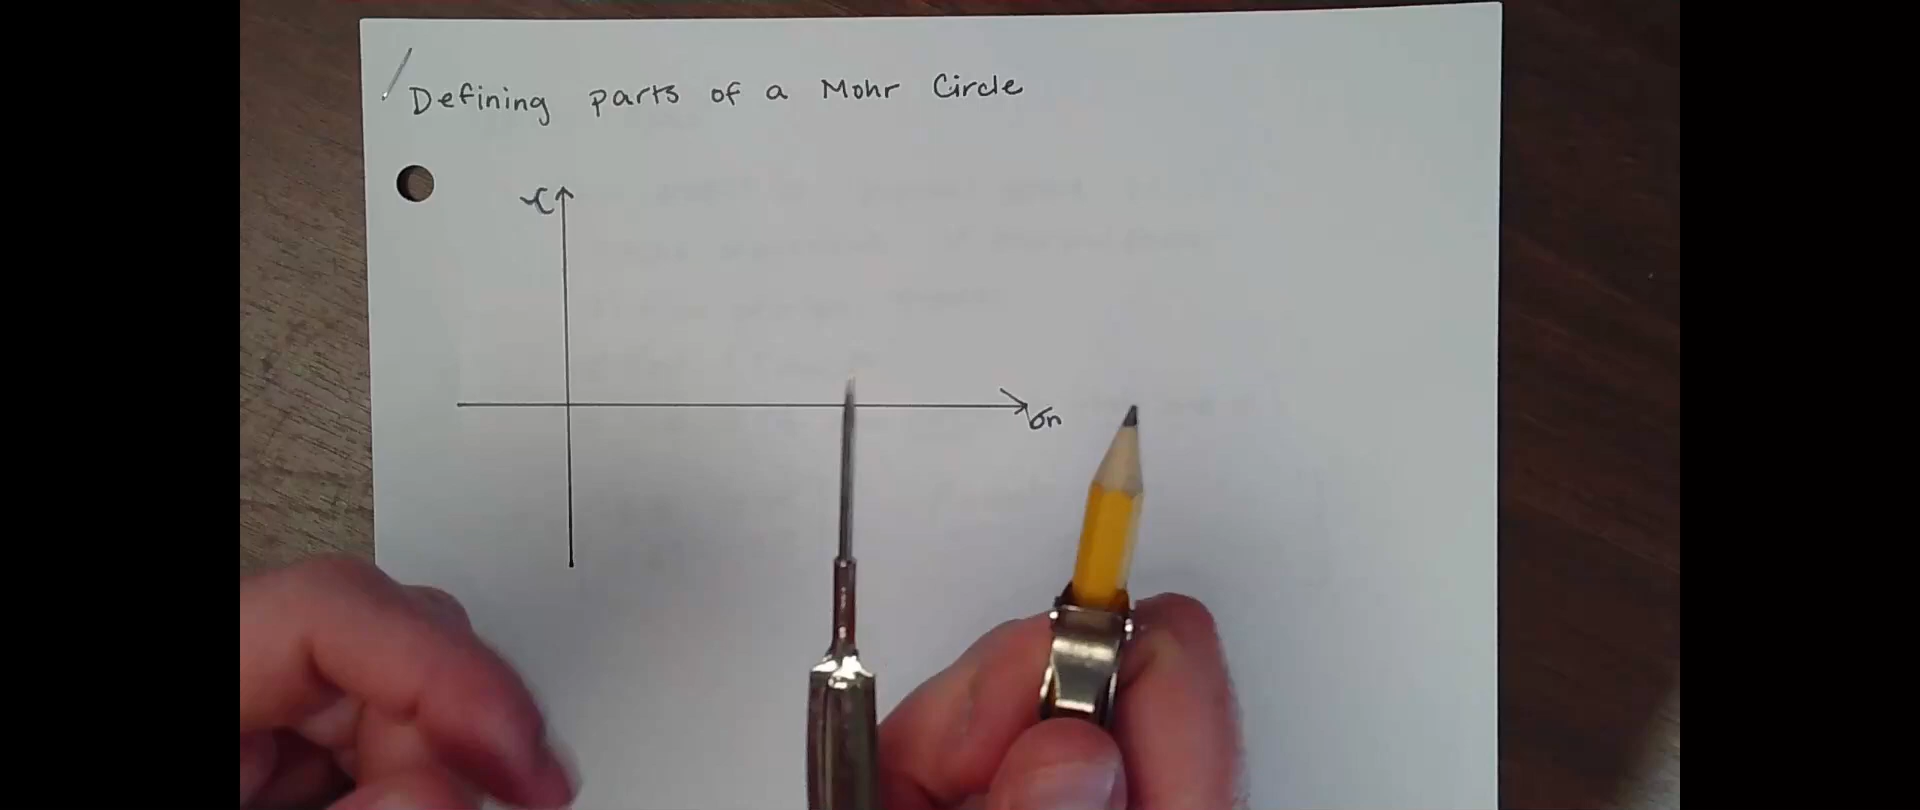 Defining parts of a Mohr Circle
τ
σn